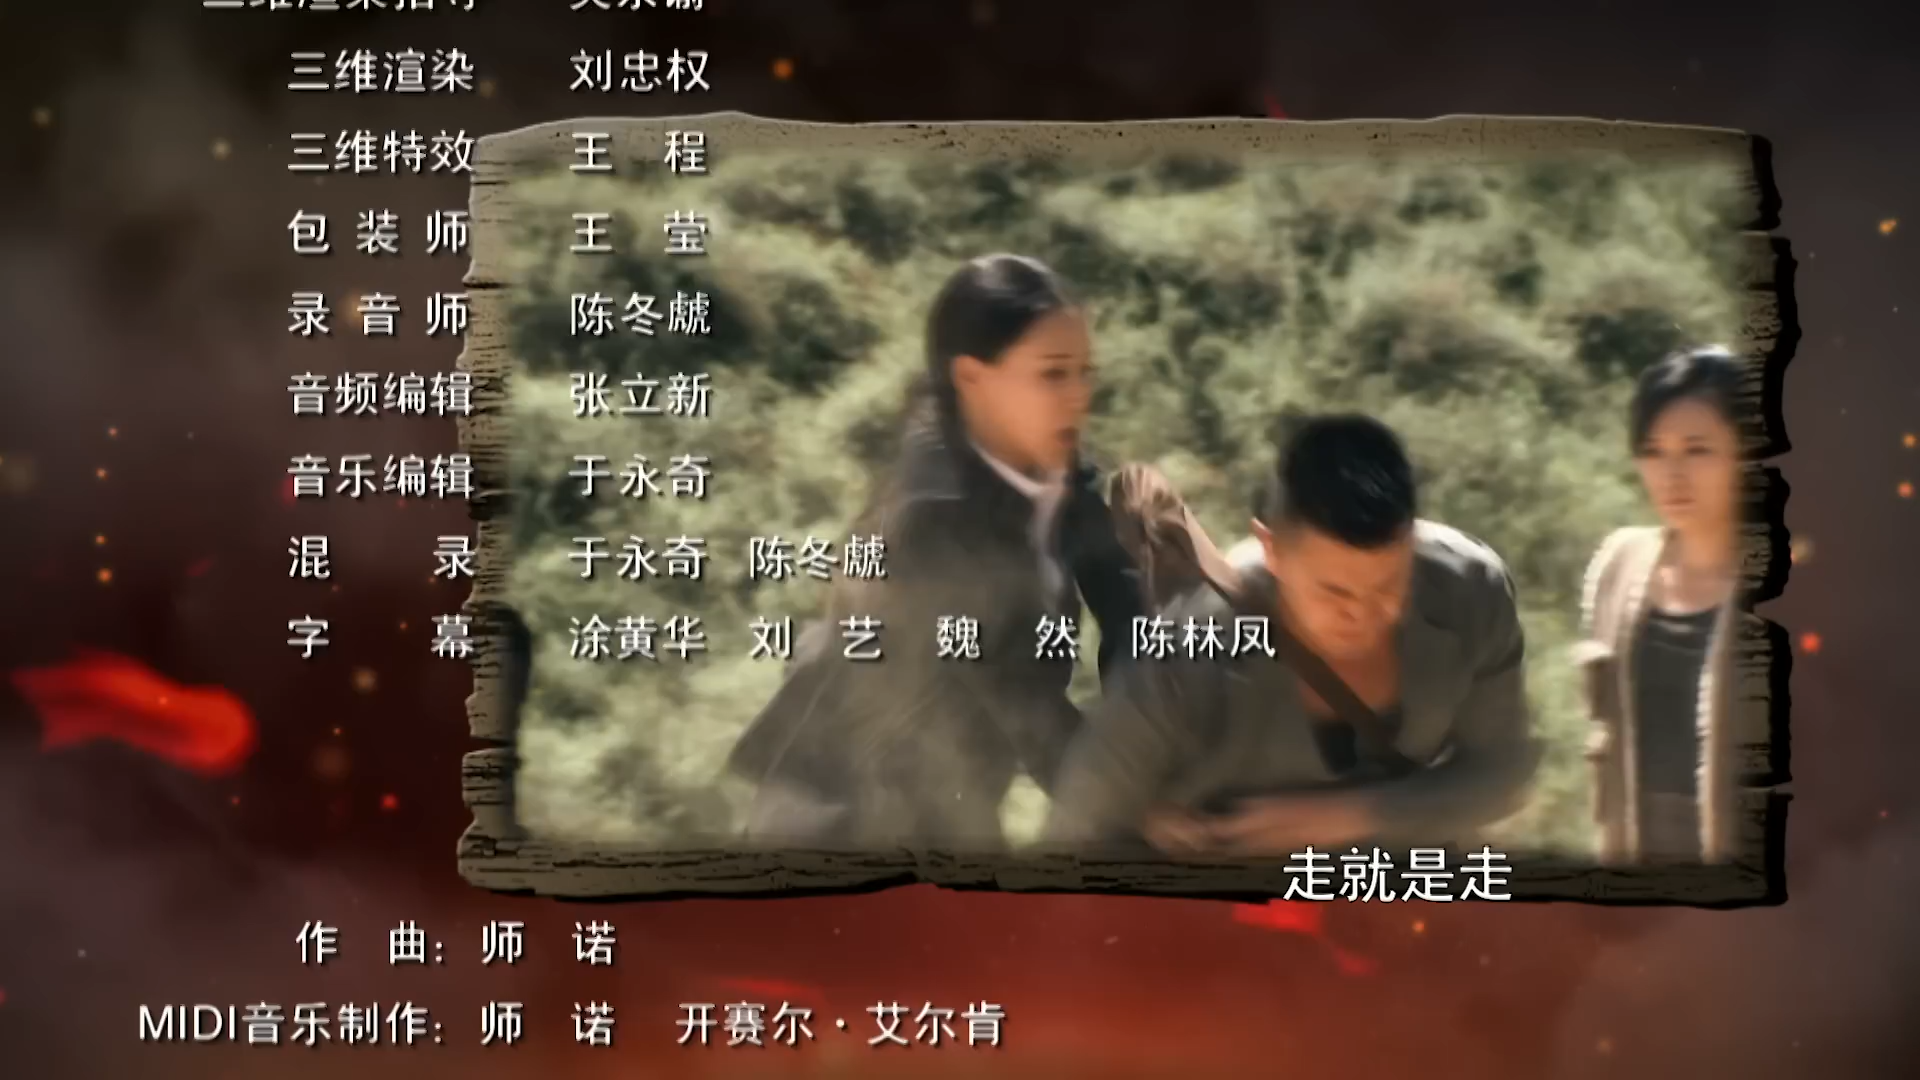 三维渲染 刘忠权
三维特效 王 程
包 装 师 王 莹
录 音 师 陈冬虣
音频编辑 张立新
音乐编辑 于永奇
混 录 于永奇 陈冬虣
字 幕 涂黄华 刘 艺 魏 然 陈林凤
走就是走
作 曲：师 诺
MIDI音乐制作：师 诺 开赛尔·艾尔肯